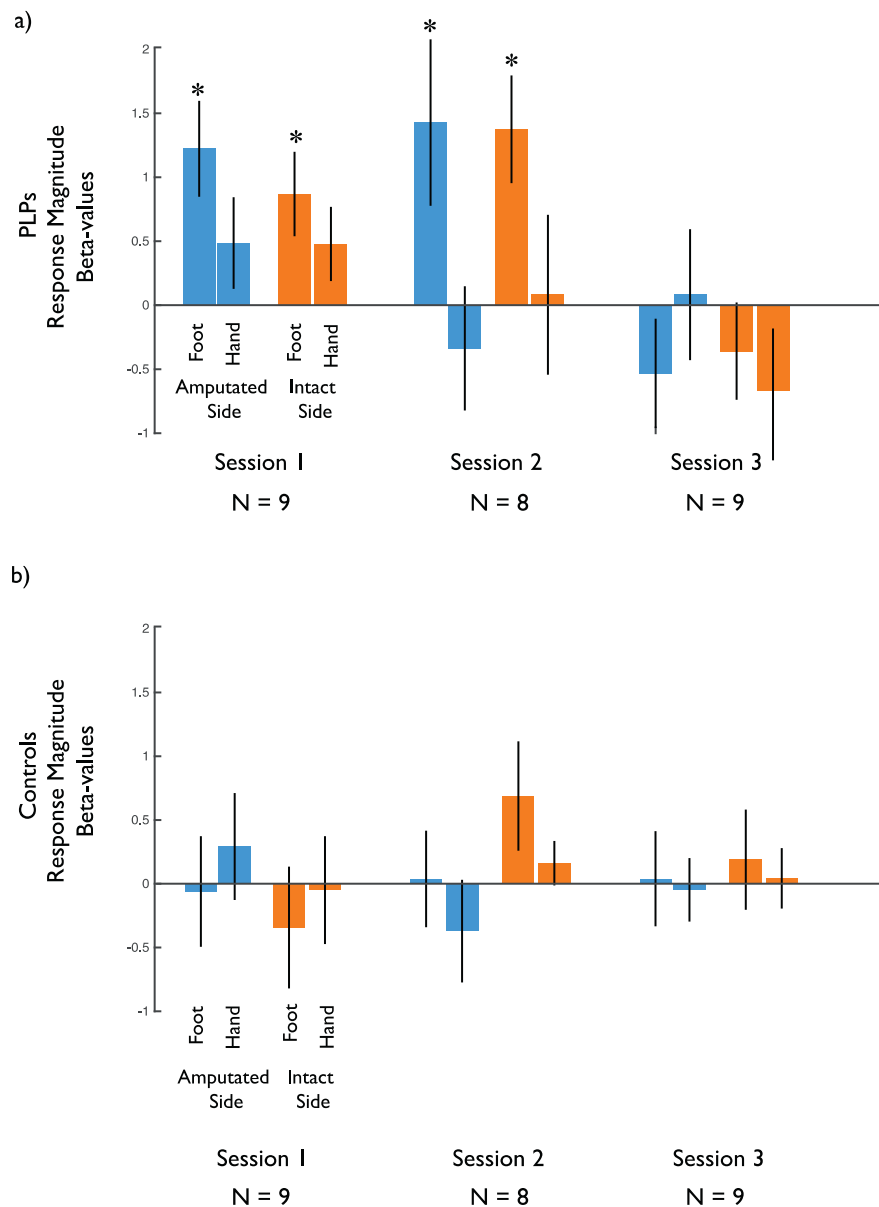 a)
PLPs
Response Magnitude
Beta-values
2
1.5
1
0.5
0
-0.5
-1
*
*
*
*
Foot
Hand
Foot
Hand
Amputated
Side
Intact
Side
Session 1
Session 2
Session 3
N = 9
N = 8
N = 9
b)
Controls
Response Magnitude
Beta-values
2
1.5
1
0.5
0
-0.5
-1
Foot
Hand
Foot
Hand
Amputated
Side
Intact
Side
Session 1
Session 2
Session 3
N = 9
N = 8
N = 9